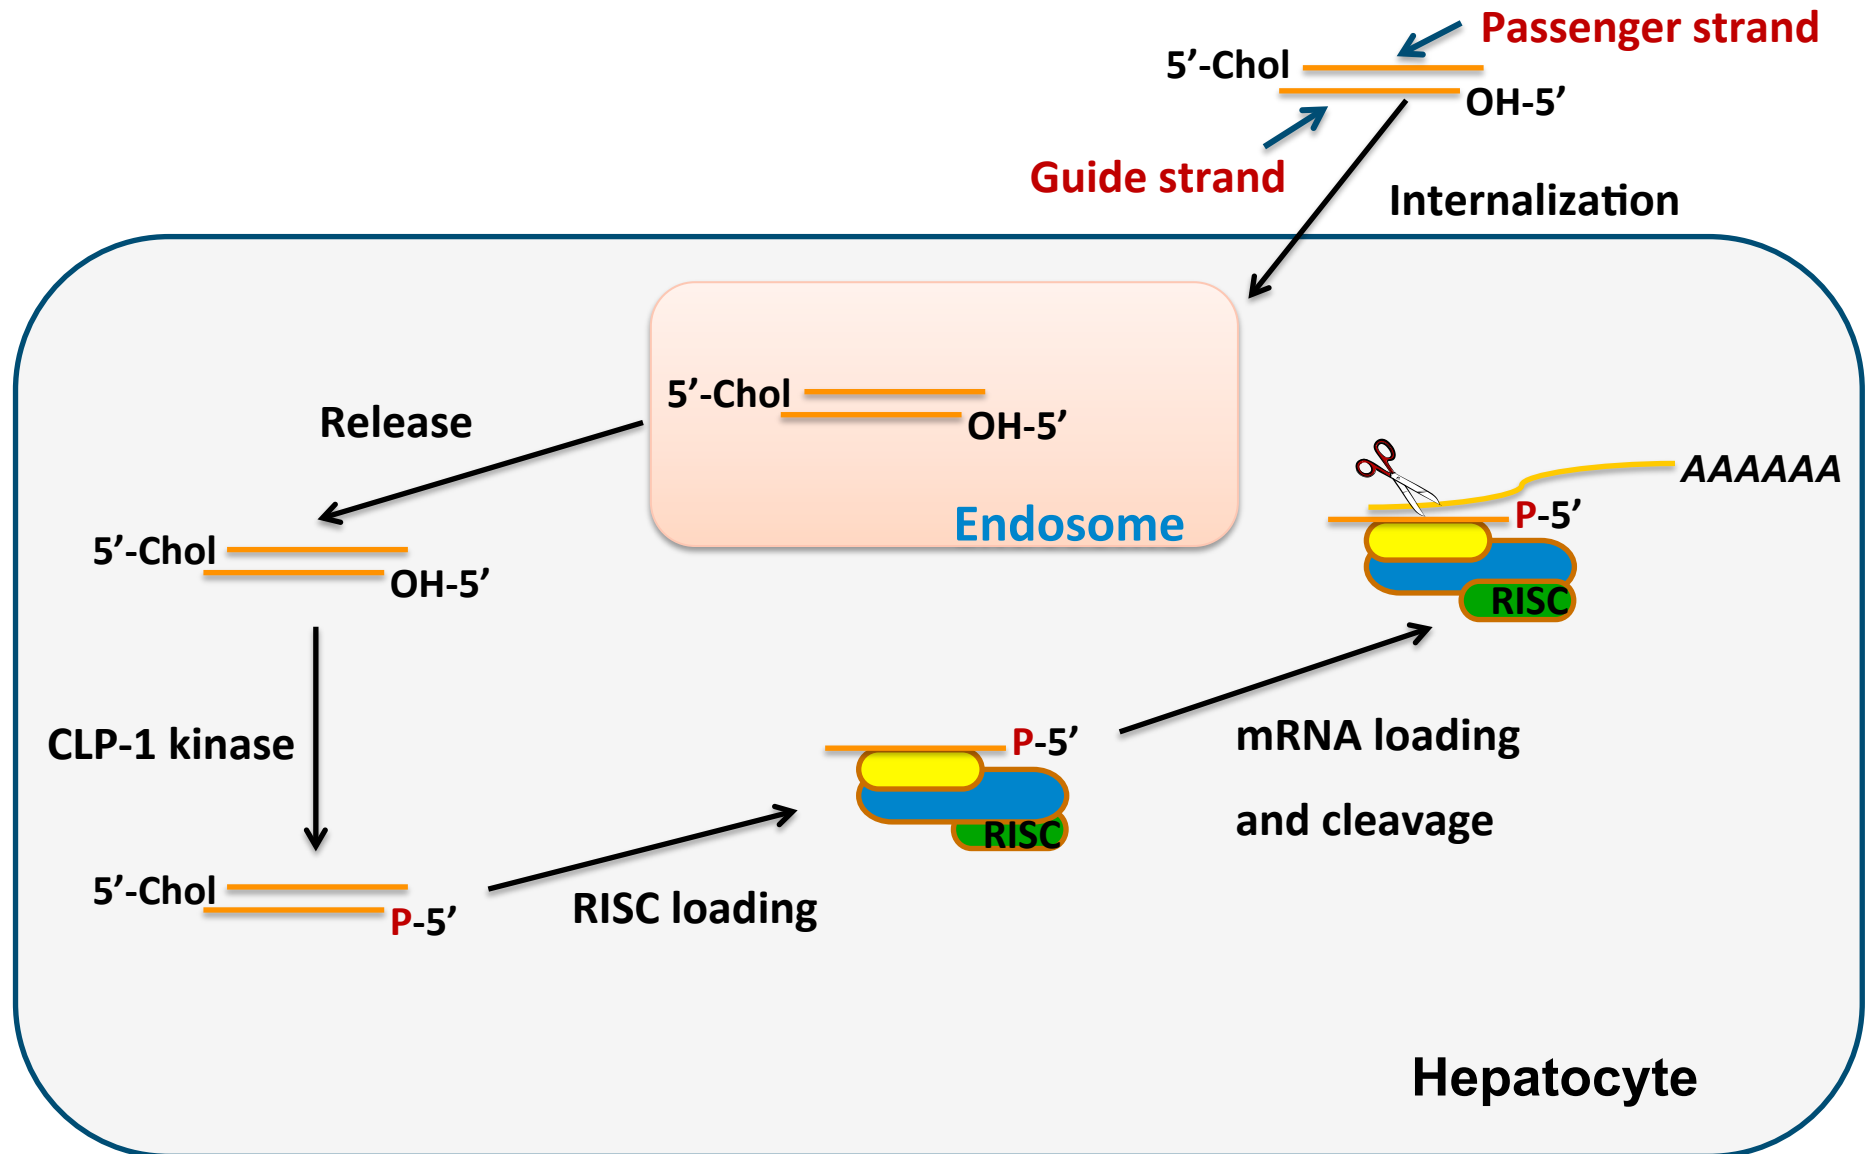 Passenger strand
5’-Chol
OH-5’
Guide strand
Internalization
5’-Chol
OH-5’
Endosome
Release
5’-Chol
OH-5’
CLP-1 kinase
5’-Chol
P-5’
RISC loading
P-5’
RISC
mRNA loading
and cleavage
AAAAAA
P-5’
RISC
Hepatocyte